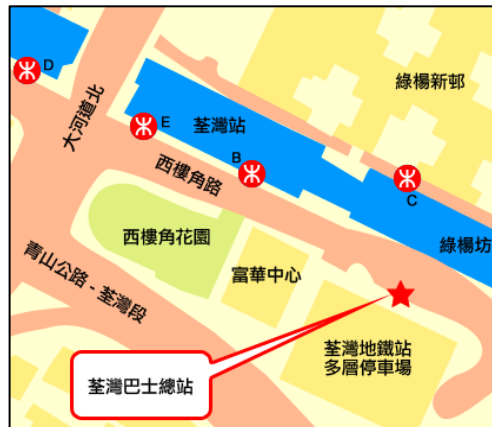 D
大河道北
E
荃灣站
綠楊新邨
B
C
西樓角路
綠楊坊
西樓角花園
富華中心
青山公路 - 荃灣段
荃灣地鐵站
多層停車場
荃灣巴士總站